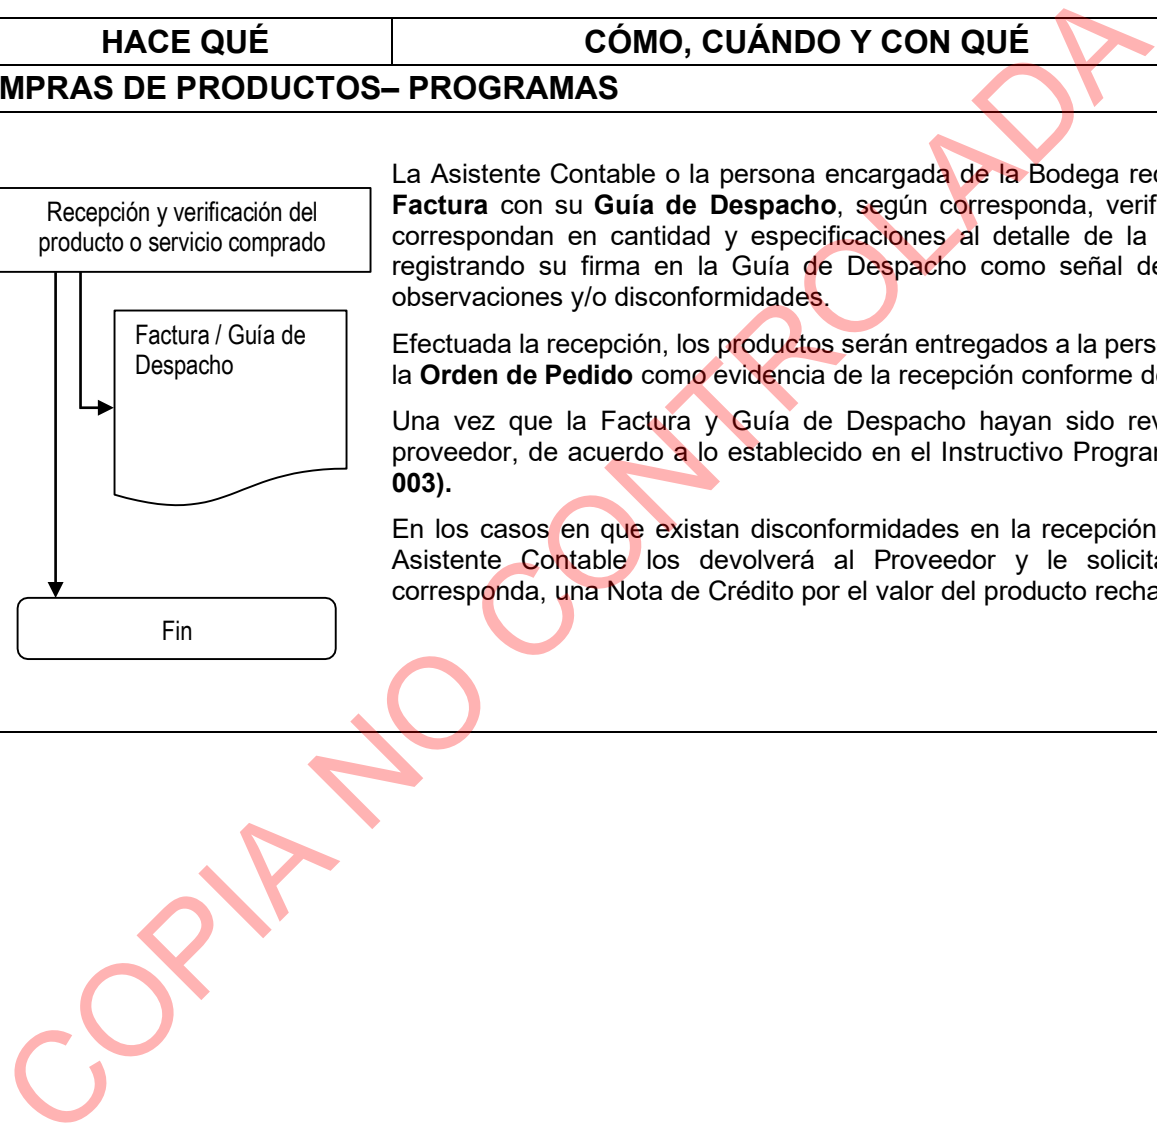 HACE QUÉ
CÓMO, CUÁNDO Y CON QUÉ
MPRAS DE PRODUCTOS– PROGRAMAS
Recepción y verificación del
producto o servicio comprado
Factura / Guía de
Despacho
Fin
La Asistente Contable o la persona encargada de la Bodega rec
Factura con su Guía de Despacho, según corresponda, verif
correspondan en cantidad y especificaciones al detalle de la
registrando su firma en la Guía de Despacho como señal de
observaciones y/o disconformidades.
Efectuada la recepción, los productos serán entregados a la pers
la Orden de Pedido como evidencia de la recepción conforme d
Una vez que la Factura y Guía de Despacho hayan sido rev
proveedor, de acuerdo a lo establecido en el Instructivo Program
003).
En los casos en que existan disconformidades en la recepción
Asistente Contable los devolverá al Proveedor y le solicita
corresponda, una Nota de Crédito por el valor del producto recha
COPIA NO CONTROLADA